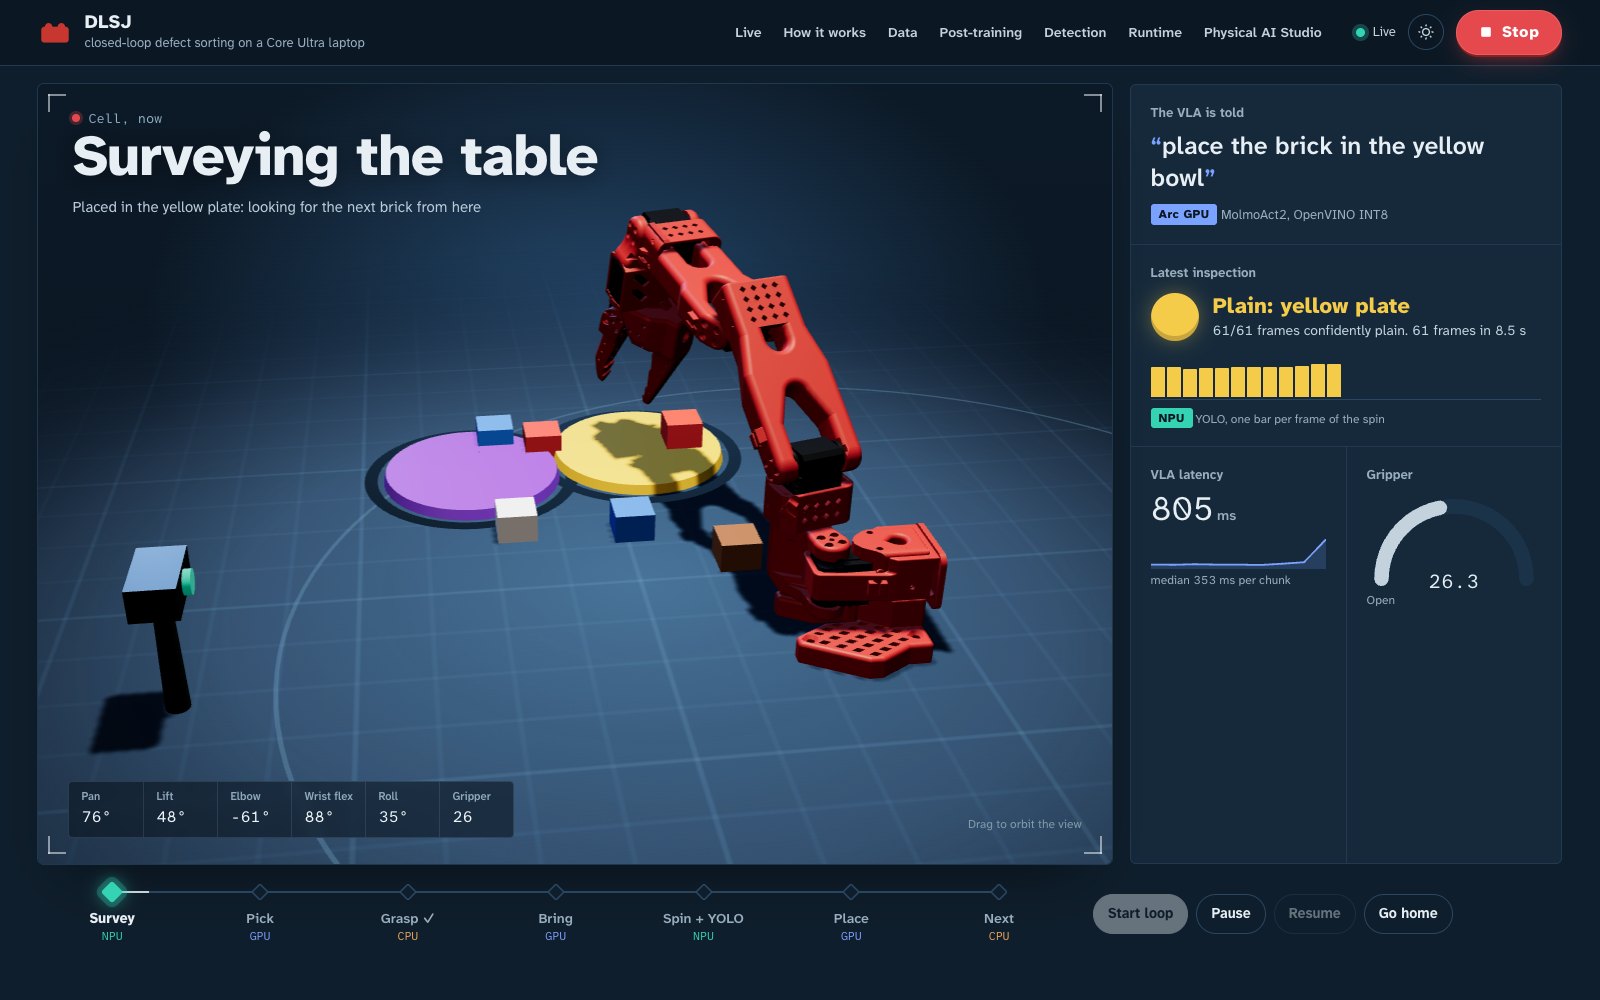 DLSJ
closed-loop defect sorting on a Core Ultra laptop
Live
How it works
Data
Post-training
Detection
Runtime
Physical AI Studio
Live
Stop
Cell, now
Surveying the table
Placed in the yellow plate: looking for the next brick from here
Pan
Lift
Elbow
Wrist flex
Roll
Gripper
76°
48°
-61°
88°
35°
26
Drag to orbit the view
The VLA is told
“place the brick in the yellow
bowl”
Arc GPU MolmoAct2, OpenVINO INT8
Latest inspection
Plain: yellow plate
61/61 frames confidently plain. 61 frames in 8.5 s
NPU YOLO, one bar per frame of the spin
VLA latency
805 ms
median 353 ms per chunk
Gripper
26.3
Open
Survey
NPU
Pick
GPU
Grasp ✓
CPU
Bring
GPU
Spin + YOLO
NPU
Place
GPU
Next
CPU
Start loop
Pause
Resume
Go home